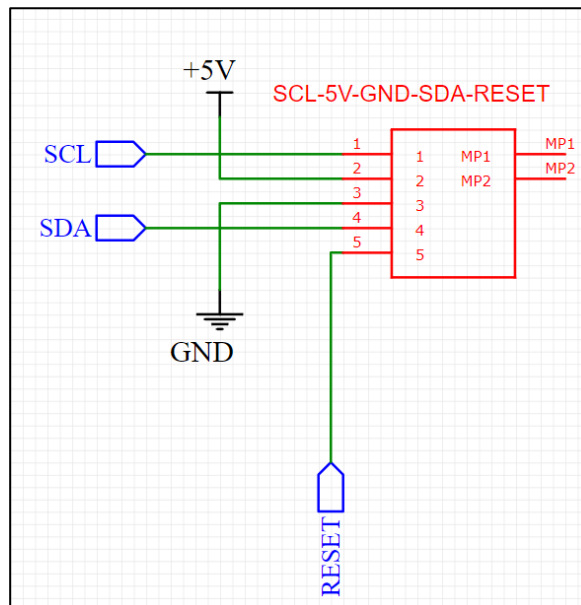 +5V
SCL-5V-GND-SDA-RESET
SCL
1
1
MP1
MP1
2
2
MP2
MP2
3
3
SDA
4
4
5
5
GND
RESET